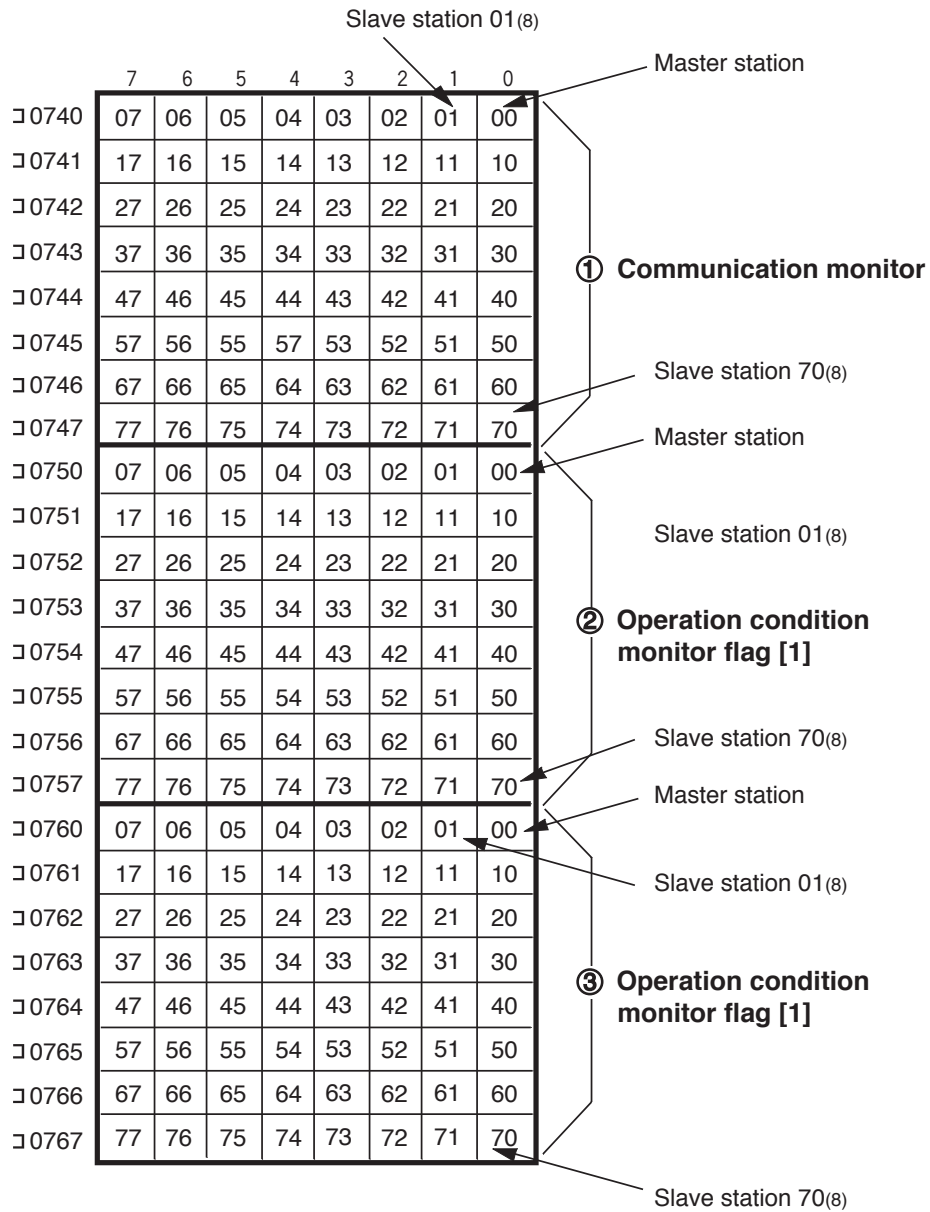 Slave station 01(8)
Master station
7 6 5 4 3 2 1 0
コ0740 07 06 05 04 03 02 01 00
コ0741 17 16 15 14 13 12 11 10
コ0742 27 26 25 24 23 22 21 20
コ0743 37 36 35 34 33 32 31 30
① Communication monitor
コ0744 47 46 45 44 43 42 41 40
コ0745 57 56 55 57 53 52 51 50
Slave station 70(8)
コ0746 67 66 65 64 63 62 61 60
コ0747 77 76 75 74 73 72 71 70
Master station
コ0750 07 06 05 04 03 02 01 00
コ0751 17 16 15 14 13 12 11 10
Slave station 01(8)
コ0752 27 26 25 24 23 22 21 20
コ0753 37 36 35 34 33 32 31 30
② Operation condition
monitor flag [1]
コ0754 47 46 45 44 43 42 41 40
コ0755 57 56 55 54 53 52 51 50
コ0756 67 66 65 64 63 62 61 60
Slave station 70(8)
コ0757 77 76 75 74 73 72 71 70
Master station
コ0760 07 06 05 04 03 02 01 00
コ0761 17 16 15 14 13 12 11 10
Slave station 01(8)
コ0762 27 26 25 24 23 22 21 20
コ0763 37 36 35 34 33 32 31 30
③ Operation condition
monitor flag [1]
コ0764 47 46 45 44 43 42 41 40
コ0765 57 56 55 54 53 52 51 50
コ0766 67 66 65 64 63 62 61 60
コ0767 77 76 75 74 73 72 71 70
Slave station 70(8)